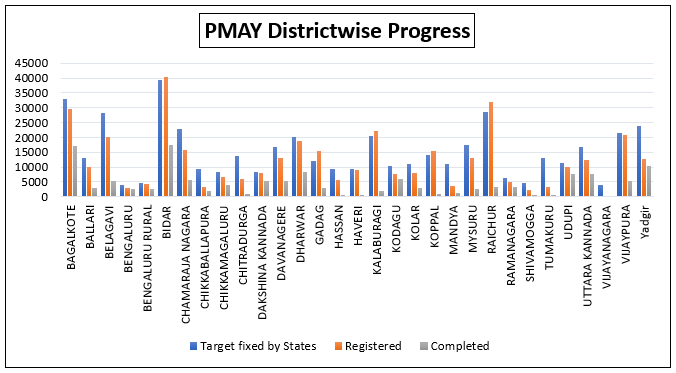 PMAY Districtwise Progress
45000
40000
35000
30000
25000
20000
15000
10000
5000
0
BAGALKOTE
BALLARI
BELAGAVI
BENGALURU
BENGALURU RURAL
BIDAR
CHAMARAJA NAGARA
CHIKKABALLAPURA
CHIKKAMAGALURU
CHITRADURGA
DAKSHINA KANNADA
DAVANAGERE
DHARWAR
GADAG
HASSAN
HAVERI
KALABURAGI
KODAGU
KOLAR
KOPPAL
MANDYA
MYSURU
RAICHUR
RAMANAGARA
SHIVAMOGGA
TUMAKURU
UDUPI
UTTARA KANNADA
VIJAYANAGARA
VIJAYPURA
Yadgir
Target fixed by States
Registered
Completed